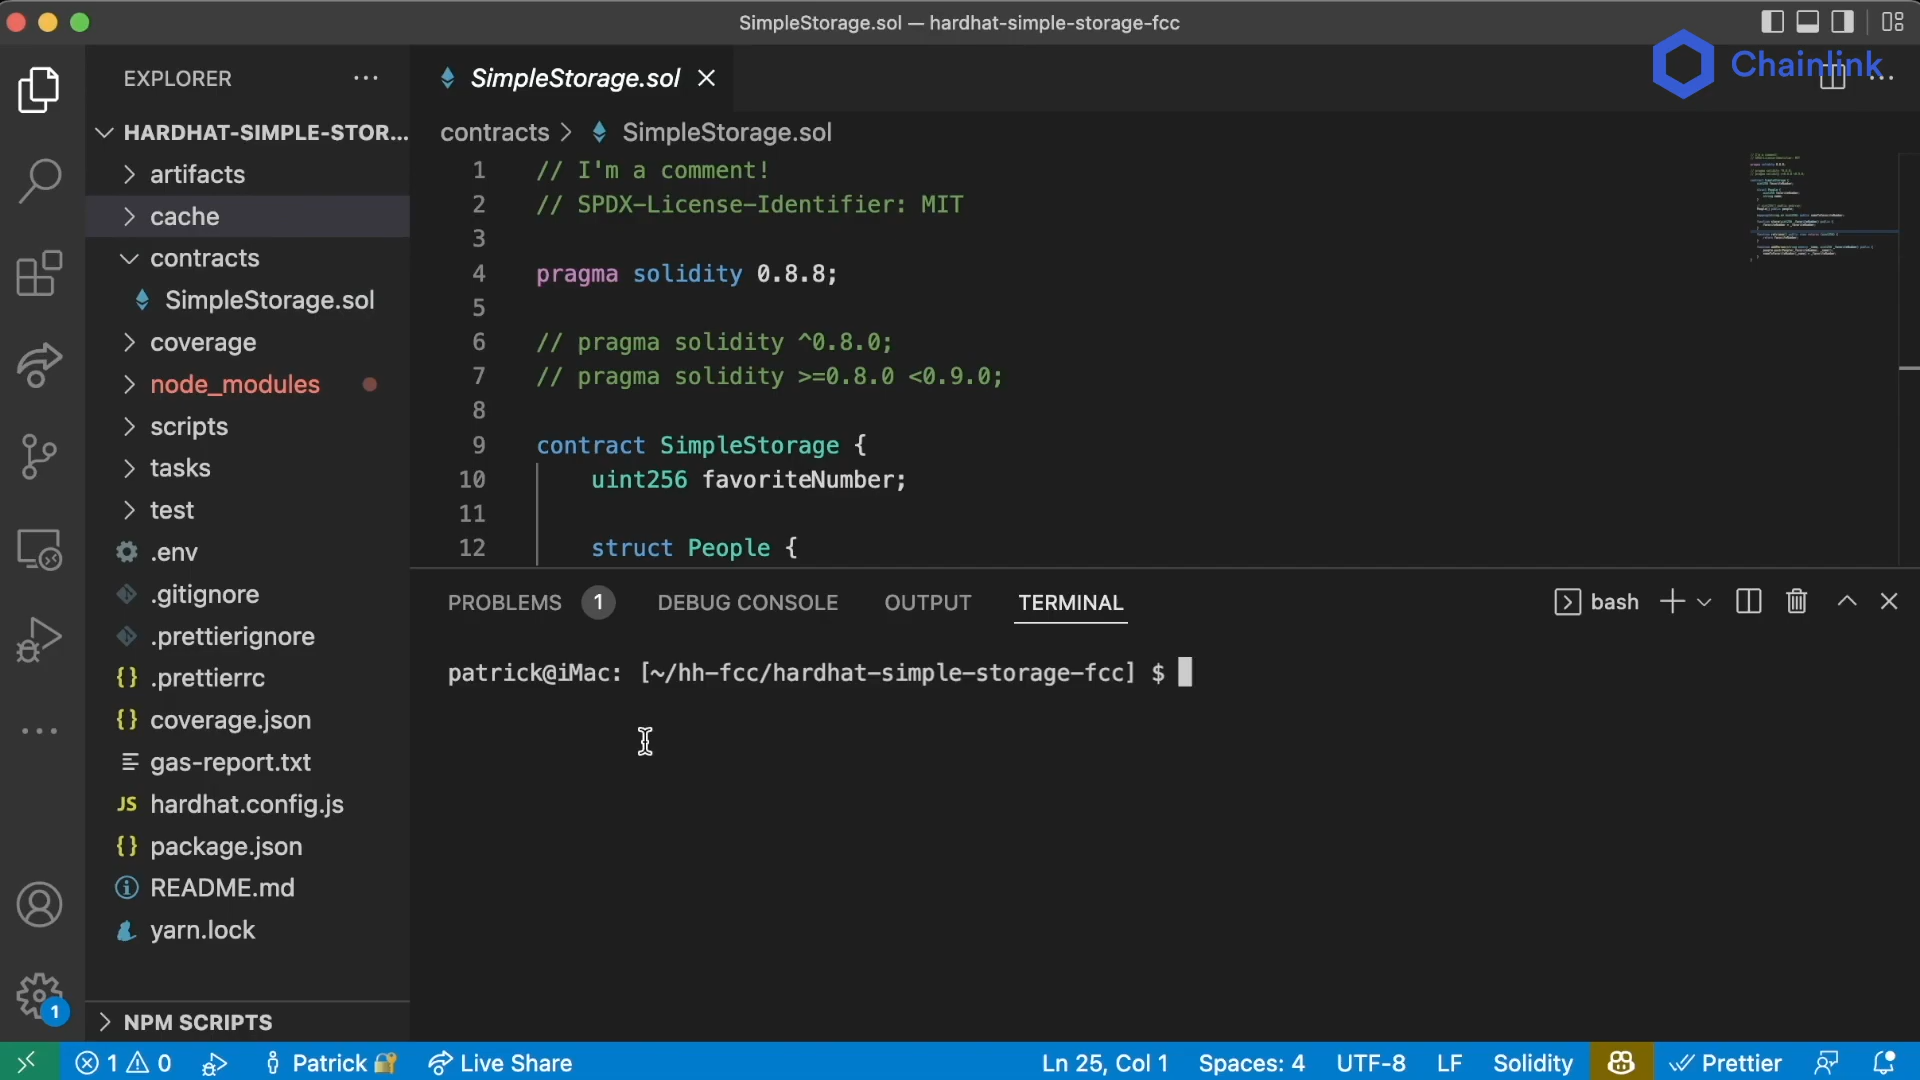 SimpleStorage.sol — hardhat-simple-storage-fcc
Chainlink
EXPLORER
HARDHAT-SIMPLE-STOR...
artifacts
cache
contracts
SimpleStorage.sol
coverage
node_modules
scripts
tasks
test
.env
.gitignore
.prettierignore
.prettierrc
coverage.json
gas-report.txt
JS hardhat.config.js
package.json
README.md
yarn.lock
NPM SCRIPTS
SimpleStorage.sol
contracts > SimpleStorage.sol
1 // I'm a comment!
2 // SPDX-License-Identifier: MIT
3
4 pragma solidity 0.8.8;
5
6 // pragma solidity ^0.8.0;
7 // pragma solidity >=0.8.0 <0.9.0;
8
9 contract SimpleStorage {
10 uint256 favoriteNumber;
11
12 struct People {
PROBLEMS 1 DEBUG CONSOLE OUTPUT TERMINAL bash
patrick@iMac: [~/hh-fcc/hardhat-simple-storage-fcc] $
1
1 0 Patrick Live Share Ln 25, Col 1 Spaces: 4 UTF-8 LF Solidity Prettier